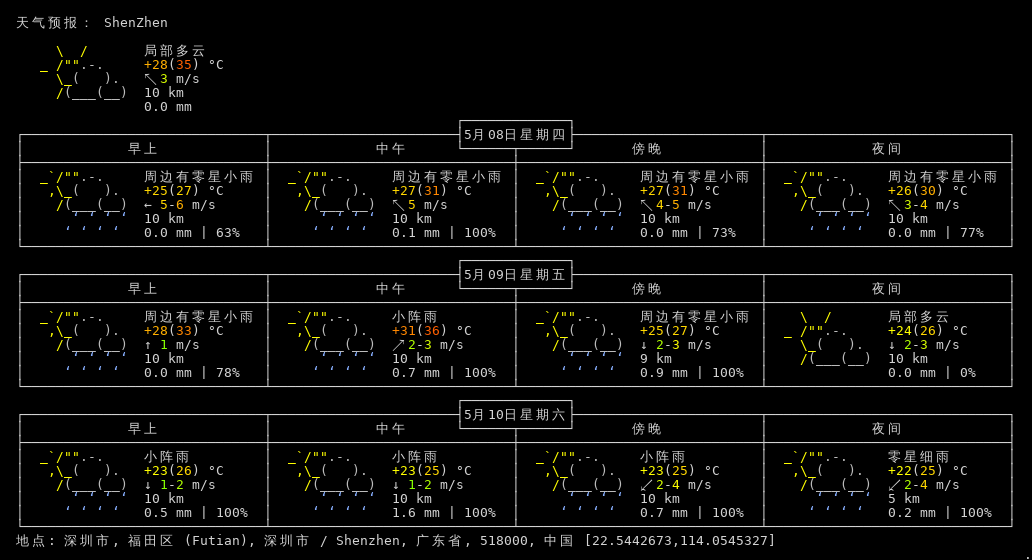 天气预报： ShenZhen
局部多云
+28(35) °C
↖ 3 m/s
10 km
0.0 mm
5月08日星期四
早上 中午 傍晚 夜间
周边有零星小雨 周边有零星小雨 周边有零星小雨 周边有零星小雨
+25(27) °C +27(31) °C +27(31) °C +26(30) °C
← 5-6 m/s ↖ 5 m/s ↖ 4-5 m/s ↖ 3-4 m/s
10 km 10 km 10 km 10 km
0.0 mm | 63% 0.1 mm | 100% 0.0 mm | 73% 0.0 mm | 77%
5月09日星期五
早上 中午 傍晚 夜间
周边有零星小雨 小阵雨 周边有零星小雨 局部多云
+28(33) °C +31(36) °C +25(27) °C +24(26) °C
↑ 1 m/s ↗ 2-3 m/s ↓ 2-3 m/s ↓ 2-3 m/s
10 km 10 km 9 km 10 km
0.0 mm | 78% 0.7 mm | 100% 0.9 mm | 100% 0.0 mm | 0%
5月10日星期六
早上 中午 傍晚 夜间
小阵雨 小阵雨 小阵雨 零星细雨
+23(26) °C +23(25) °C +23(25) °C +22(25) °C
↓ 1-2 m/s ↓ 1-2 m/s ↙ 2-4 m/s ↙ 2-4 m/s
10 km 10 km 10 km 5 km
0.5 mm | 100% 1.6 mm | 100% 0.7 mm | 100% 0.2 mm | 100%
地点: 深圳市, 福田区 (Futian), 深圳市 / Shenzhen, 广东省, 518000, 中国 [22.5442673,114.0545327]